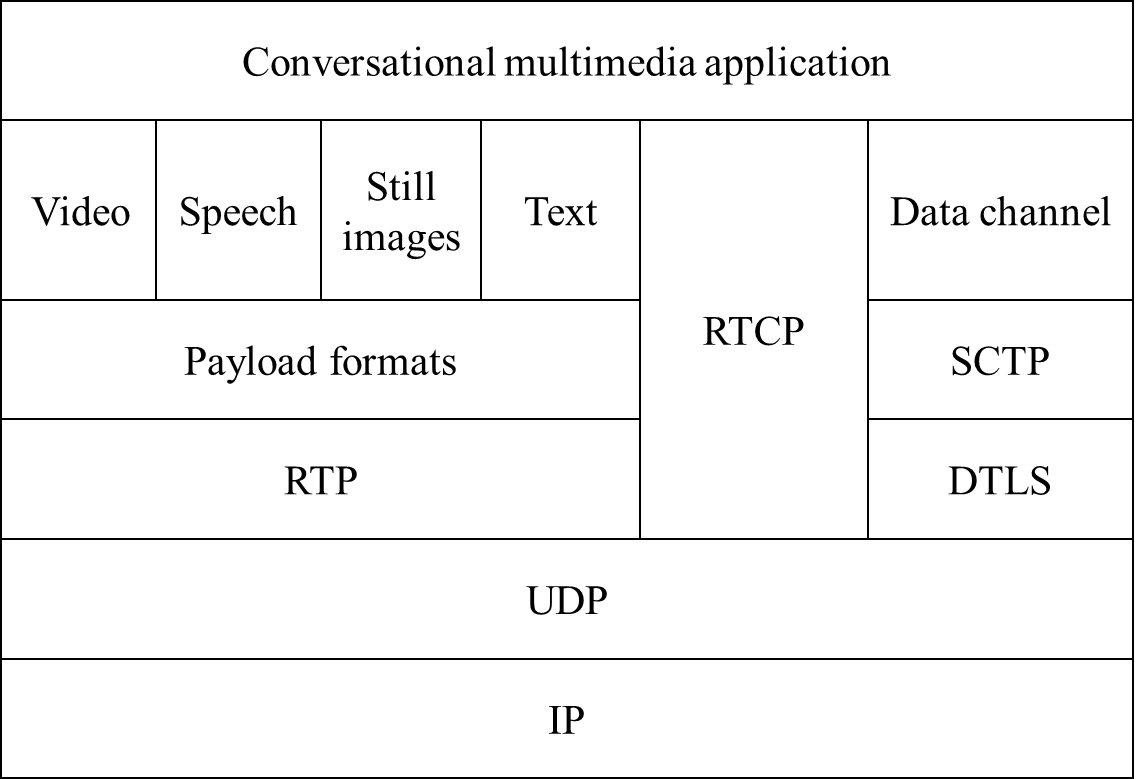 Conversational multimedia application
Video
Speech
Still
images
Text
RTCP
Data channel
Payload formats
SCTP
RTP
DTLS
UDP
IP